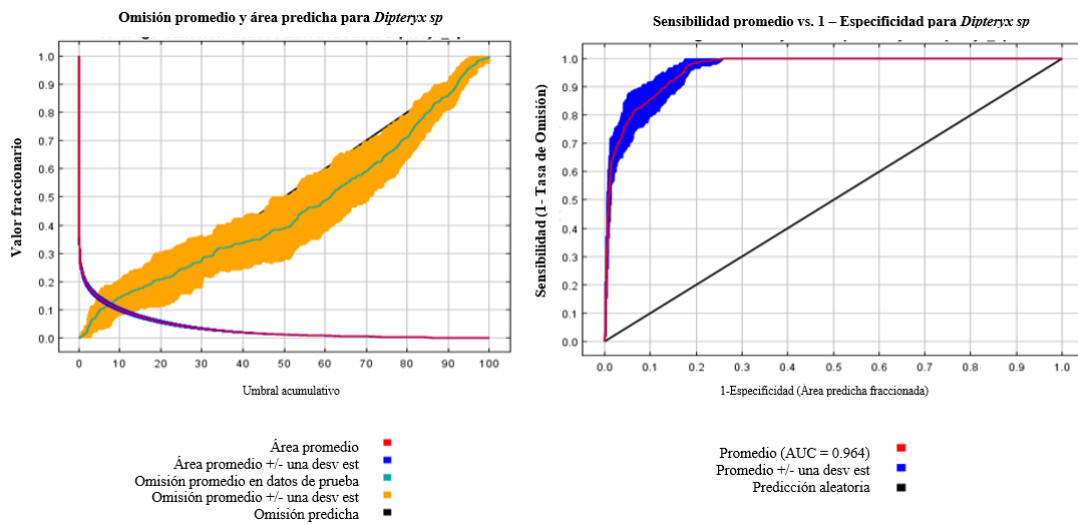 Omisión promedio y área predicha para Dipteryx sp
Valor fraccionario
1.0
0.9
0.8
0.7
0.6
0.5
0.4
0.3
0.2
0.1
0.0
0 10 20 30 40 50 60 70 80 90 100
Umbral acumulativo
Área promedio
Área promedio +/- una desv est
Omisión promedio en datos de prueba
Omisión promedio +/- una desv est
Omisión predicha
Sensibilidad promedio vs. 1 – Especificidad para Dipteryx sp
Sensibilidad (1- Tasa de Omisión)
1.0
0.9
0.8
0.7
0.6
0.5
0.4
0.3
0.2
0.1
0.0
0.0 0.1 0.2 0.3 0.4 0.5 0.6 0.7 0.8 0.9 1.0
1-Especificidad (Área predicha fraccionada)
Promedio (AUC = 0.964)
Promedio +/- una desv est
Predicción aleatoria